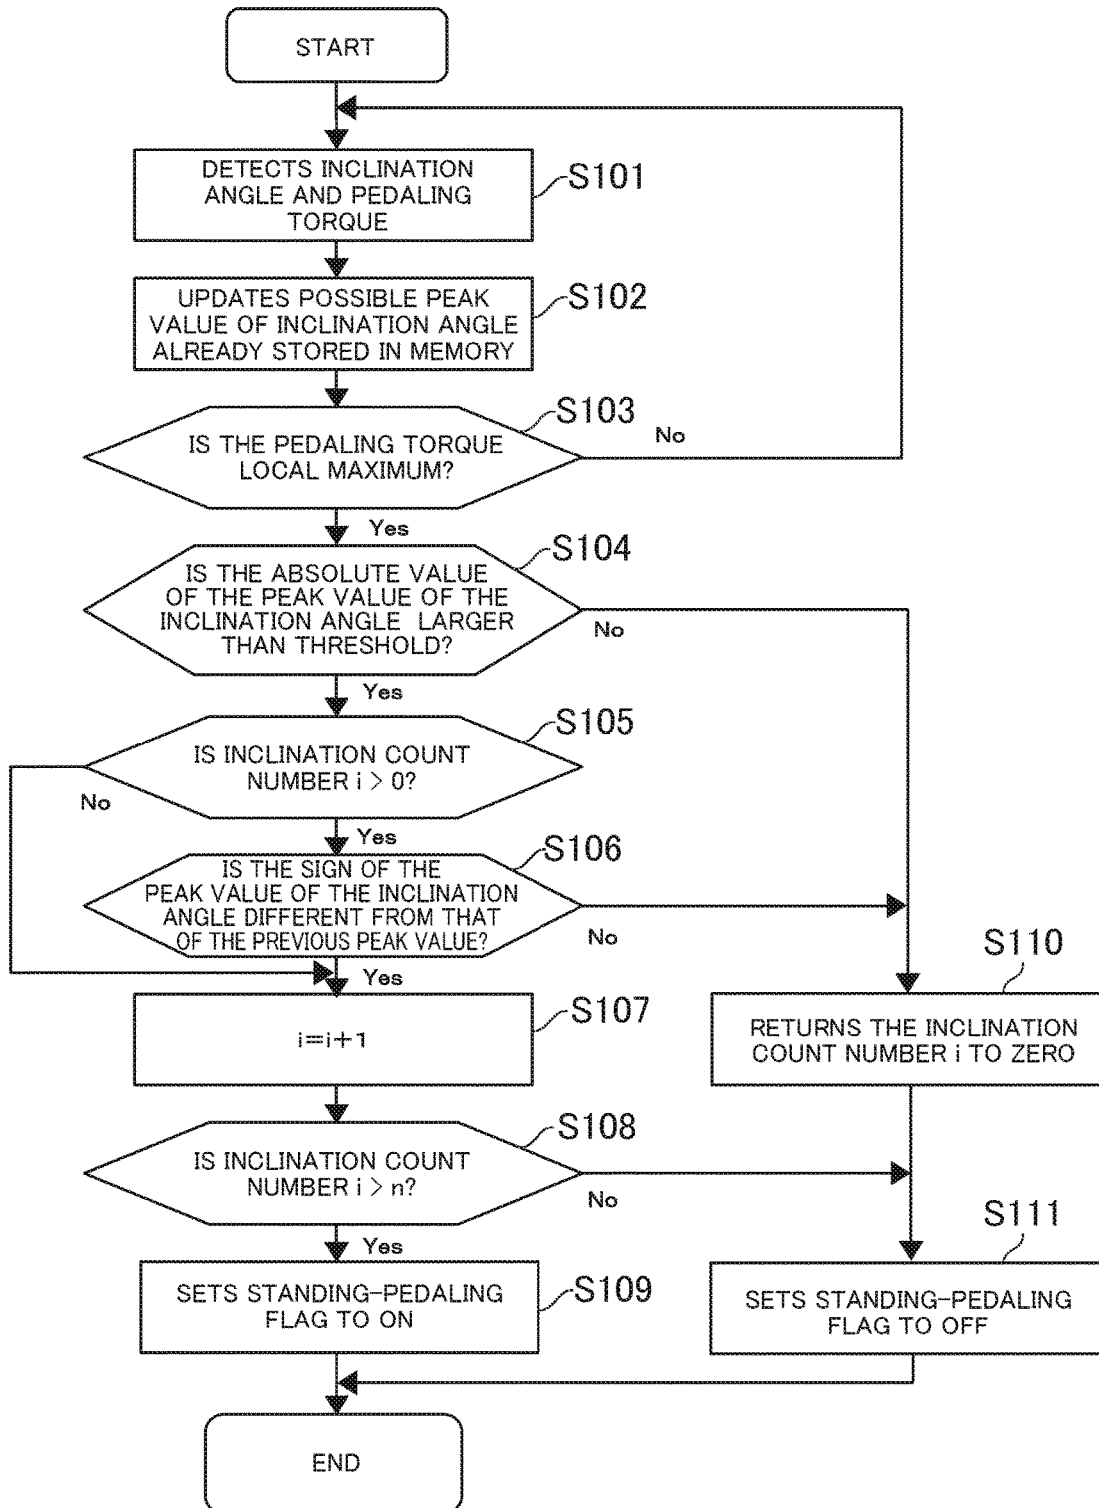 START
DETECTS INCLINATION
ANGLE AND PEDALING
TORQUE
S101
UPDATES POSSIBLE PEAK
VALUE OF INCLINATION ANGLE
ALREADY STORED IN MEMORY
S102
IS THE PEDALING TORQUE
LOCAL MAXIMUM?
S103
No
Yes
IS THE ABSOLUTE VALUE
OF THE PEAK VALUE OF THE
INCLINATION ANGLE LARGER
THAN THRESHOLD?
S104
No
Yes
IS INCLINATION COUNT
NUMBER i > 0?
S105
No
Yes
IS THE SIGN OF THE
PEAK VALUE OF THE INCLINATION
ANGLE DIFFERENT FROM THAT
OF THE PREVIOUS PEAK VALUE?
S106
No
Yes
i=i+1
S107
RETURNS THE INCLINATION
COUNT NUMBER i TO ZERO
S110
IS INCLINATION COUNT
NUMBER i > n?
S108
No
Yes
SETS STANDING-PEDALING
FLAG TO ON
S109
SETS STANDING-PEDALING
FLAG TO OFF
S111
END